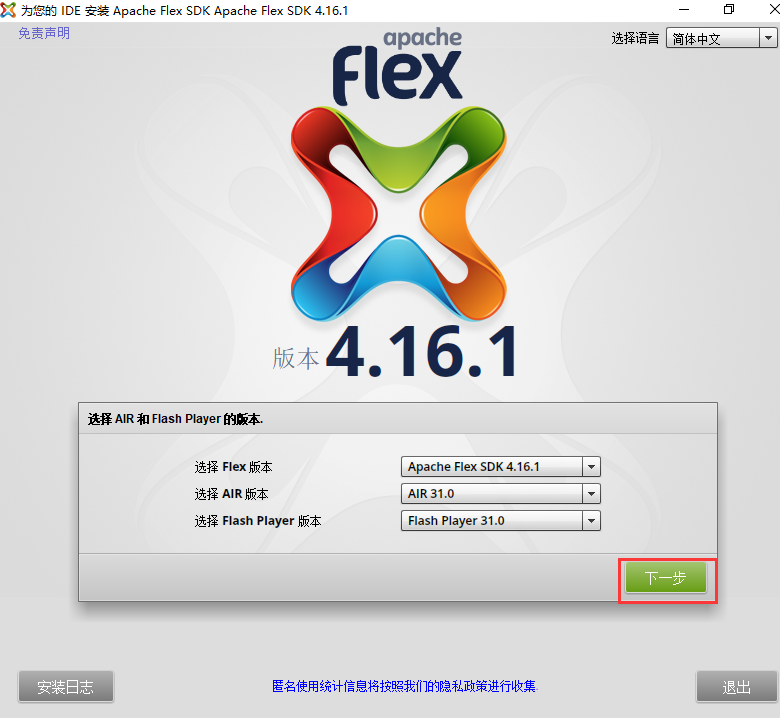 为您的 IDE 安装 Apache Flex SDK Apache Flex SDK 4.16.1
免责声明
选择语言 简体中文
apache
flex
版本 4.16.1
选择 AIR 和 Flash Player 的版本.
选择 Flex 版本 Apache Flex SDK 4.16.1
选择 AIR 版本 AIR 31.0
选择 Flash Player 版本 Flash Player 31.0
下一步
安装日志 匿名使用统计信息将按照我们的隐私政策进行收集. 退出